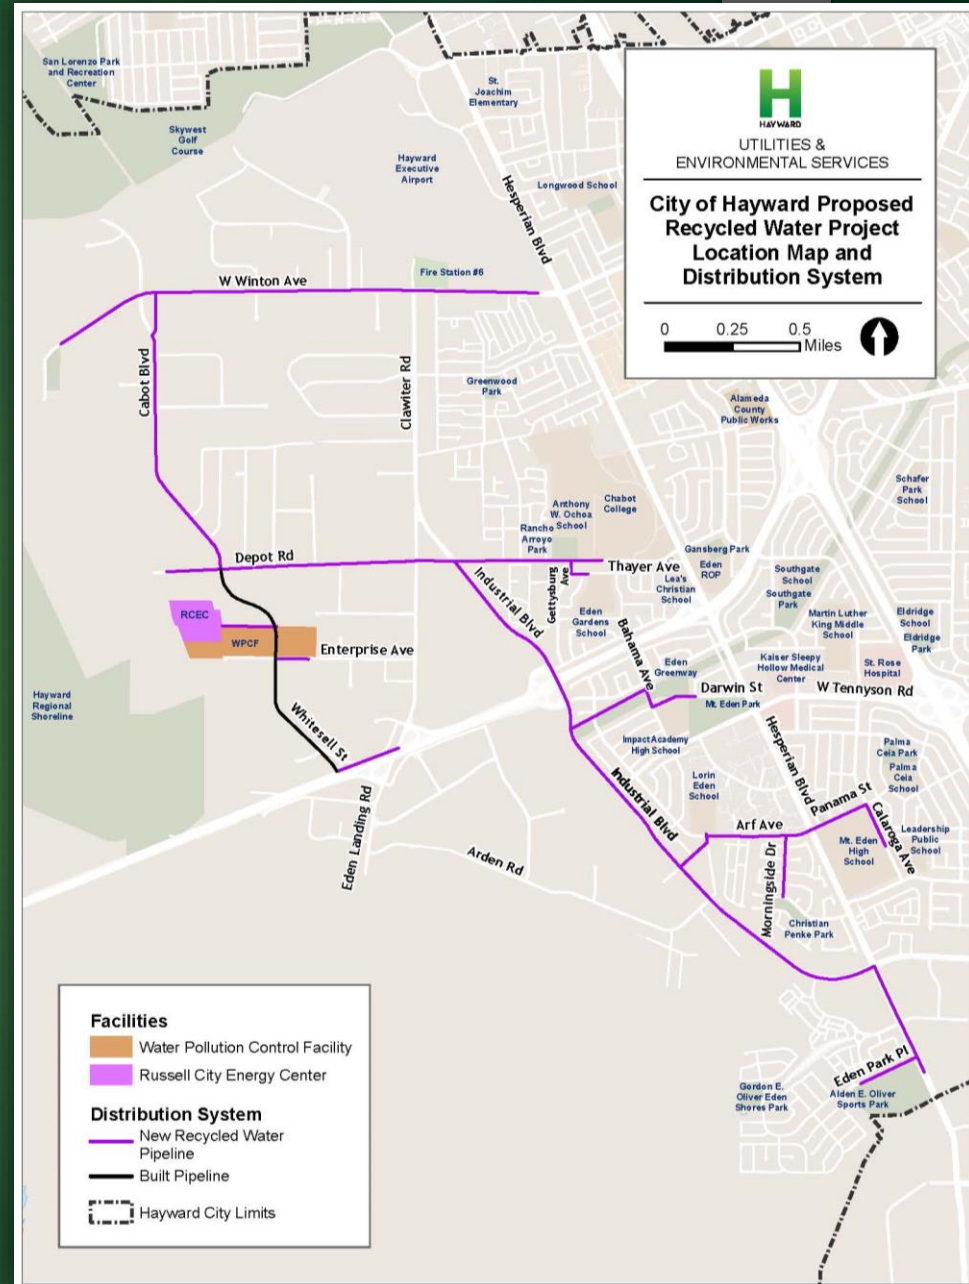 San Lorenzo Park
and Recreation
Center
Skywest
Golf
Course
St.
Joachim
Elementary
Hayward
Executive
Airport
Longwood School
Hesperian Blvd
H
HAYWARD
UTILITIES &
ENVIRONMENTAL SERVICES
City of Hayward Proposed
Recycled Water Project
Location Map and
Distribution System
0 0.25 0.5
Miles
W Winton Ave
Fire Station #6
Cabot Blvd
Clawiter Rd
Greenwood
Park
Alameda
County
Public Works
Schafer
Park
School
Anthony
W. Ochoa
School
Chabot
College
Rancho
Arroyo
Park
Depot Rd
Industrial Blvd
Gettysburg
Ave
Thayer Ave
Gansberg Park
Eden
ROP
Lea's
Christian
School
Southgate
School
Southgate
Park
RCEC
WPCF
Enterprise Ave
Eden
Gardens
School
Bahama Ave
Martin Luther
King Middle
School
Eldridge
School
Eldridge
Park
Eden
Greenway
Kaiser Sleepy
Hollow Medical
Center
St. Rose
Hospital
Hayward
Regional
Shoreline
Whitesell St
Darwin St
W Tennyson Rd
Mt. Eden Park
Impact Academy
High School
Hesperian Blvd
Palma
Ceia Park
Palma
Ceia
School
Lorin
Eden
School
Industrial Blvd
Panama St
Eden Landing Rd
Arf Ave
Calaroga Ave
Leadership
Public
School
Mt. Eden
High
School
Arden Rd
Morningside Dr
Christian
Penke Park
Eden Park Pl
Gordon E.
Oliver Eden
Shores Park
Alden E. Oliver
Sports Park
Facilities
Water Pollution Control Facility
Russell City Energy Center
Distribution System
New Recycled Water
Pipeline
Built Pipeline
Hayward City Limits